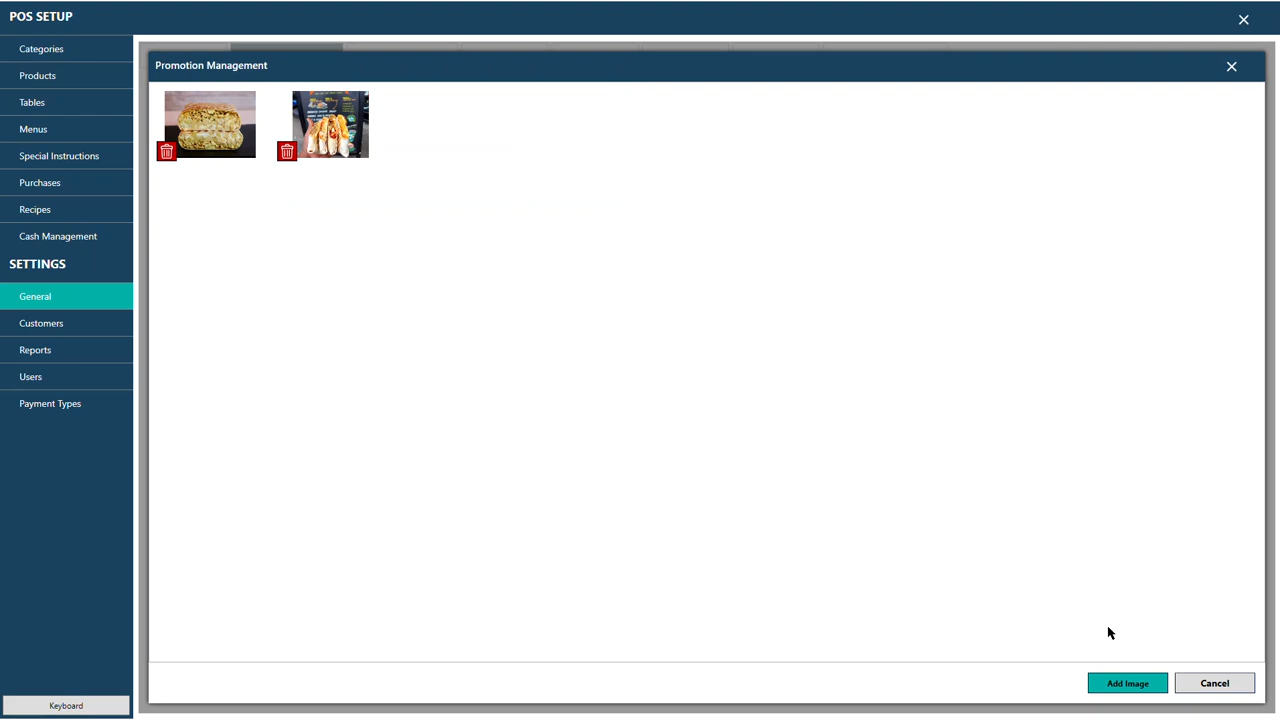 POS SETUP
Categories
Products
Tables
Menus
Special Instructions
Purchases
Recipes
Cash Management
SETTINGS
General
Customers
Reports
Users
Payment Types
Keyboard
Promotion Management
Add Image
Cancel